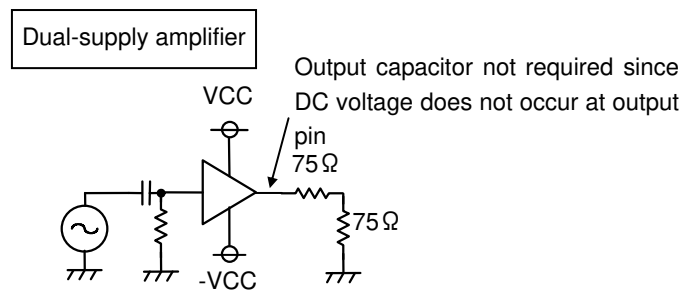 Dual-supply amplifier
Output capacitor not required since
DC voltage does not occur at output
pin
VCC
75Ω
75Ω
-VCC